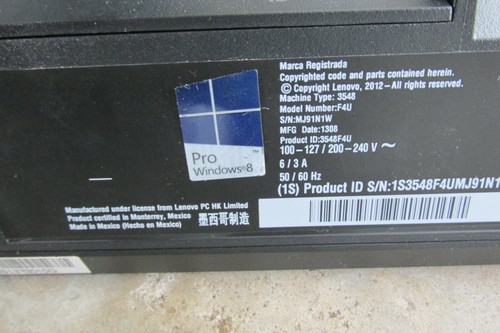 Marca Registrada
Copyrighted code and parts contained herein.
© Copyright Lenovo, 2012-All rights reserved.
Machine Type: 3548
Model Number:F4U
S/N:MJ91N1W
MFG Date:1308
Product ID:3548F4U
100-127/200-240 V ~
6 / 3 A
50 / 60 Hz
(1S) Product ID S/N:1S3548F4UMJ91N1
Pro
Windows 8
Manufactured under license from Lenovo PC HK Limited
Product certified in Monterrey, Mexico
Made in Mexico (Hecho en Mexico)
墨西哥制造